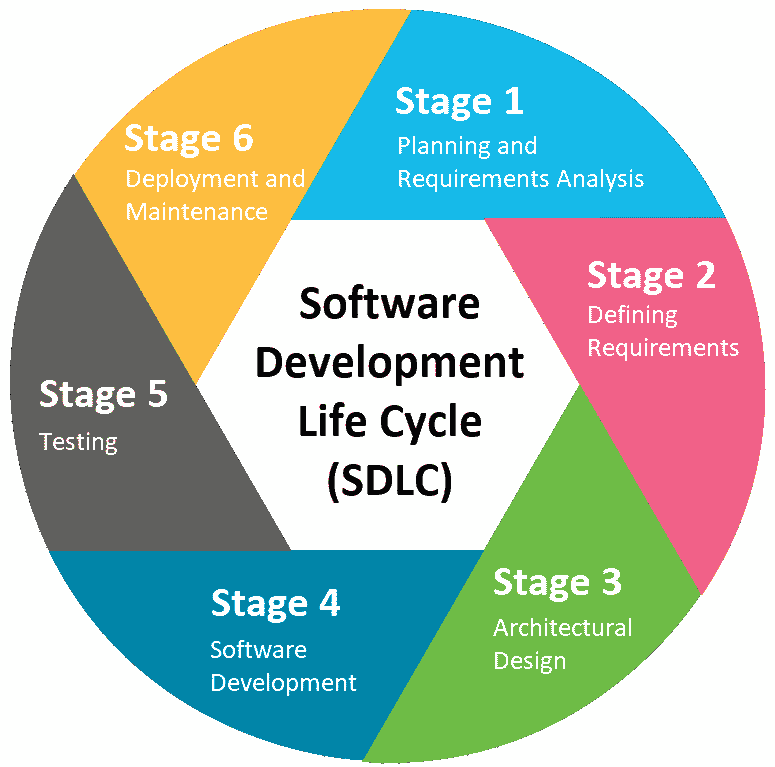 Software
Development
Life Cycle
(SDLC)
Stage 1
Planning and
Requirements Analysis
Stage 2
Defining
Requirements
Stage 3
Architectural
Design
Stage 4
Software
Development
Stage 5
Testing
Stage 6
Deployment and
Maintenance